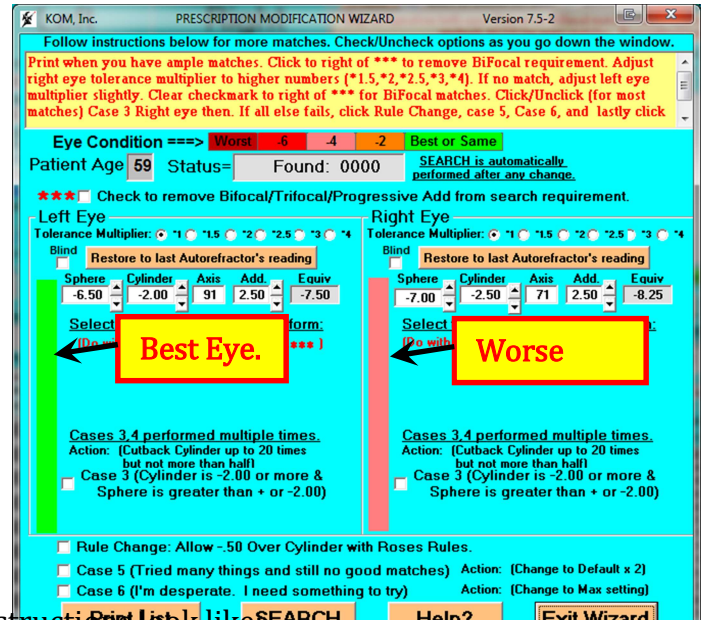 KOM, Inc. PRESCRIPTION MODIFICATION WIZARD Version 7.5-2
Follow instructions below for more matches. Check/Uncheck options as you go down the window.
Print when you have ample matches. Click to right of *** to remove BiFocal requirement. Adjust
right eye tolerance multiplier to higher numbers (*1.5,*2,*2.5,*3,*4). If no match, adjust left eye
multiplier slightly. Clear checkmark to right of *** for BiFocal matches. Click/Unclick (for most
matches) Case 3 Right eye then. If all else fails, click Rule Change, case 5, Case 6, and lastly click
Eye Condition ===> Worst -6 -4 -2 Best or Same
Patient Age 59 Status= Found: 0000 SEARCH is automatically
performed after any change.
*** Check to remove Bifocal/Trifocal/Progressive Add from search requirement.
Left Eye Right Eye
Tolerance Multiplier: *1 *1.5 *2 *2.5 *3 *4 Tolerance Multiplier: *1 *1.5 *2 *2.5 *3 *4
Blind Restore to last Autorefractor's reading Blind Restore to last Autorefractor's reading
Sphere Cylinder Axis Add. Equiv Sphere Cylinder Axis Add. Equiv
-6.50 -2.00 91 2.50 -7.50 -7.00 -2.50 71 2.50 -8.25
Select form: Select
(Do *** ) (Do with
Best Eye. Worse
Cases 3,4 performed multiple times. Cases 3,4 performed multiple times.
Action: (Cutback Cylinder up to 20 times Action: (Cutback Cylinder up to 20 times
but not more than half) but not more than half)
Case 3 (Cylinder is -2.00 or more & Case 3 (Cylinder is -2.00 or more &
Sphere is greater than + or -2.00) Sphere is greater than + or -2.00)
Rule Change: Allow -.50 Over Cylinder with Roses Rules.
Case 5 (Tried many things and still no good matches) Action: (Change to Default x 2)
Case 6 (I'm desperate. I need something to try) Action: (Change to Max setting)
Print List SEARCH Help? Exit Wizard